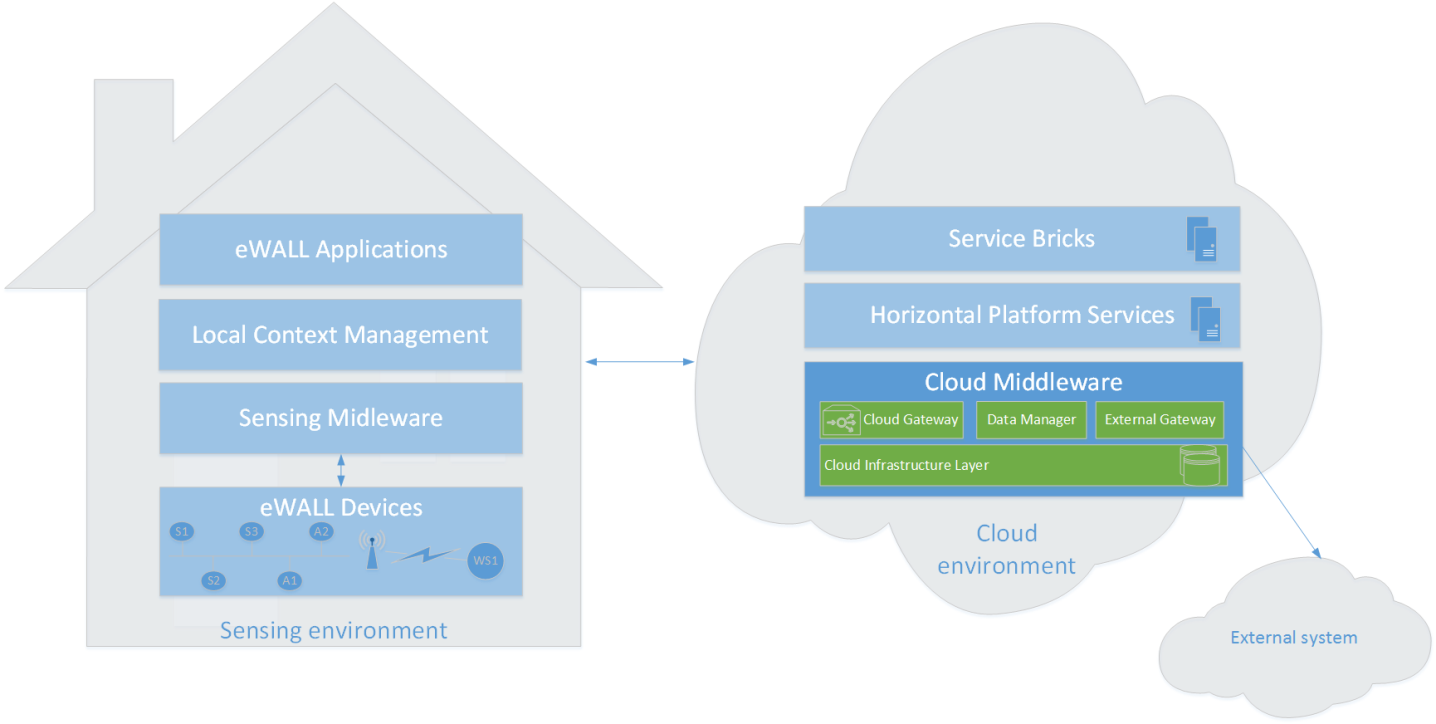 eWALL Applications
Local Context Management
Sensing Midleware
eWALL Devices
S1
S3
A2
S2
A1
WS1
Sensing environment
Service Bricks
Horizontal Platform Services
Cloud Middleware
Cloud Gateway
Data Manager
External Gateway
Cloud Infrastructure Layer
Cloud
environment
External system